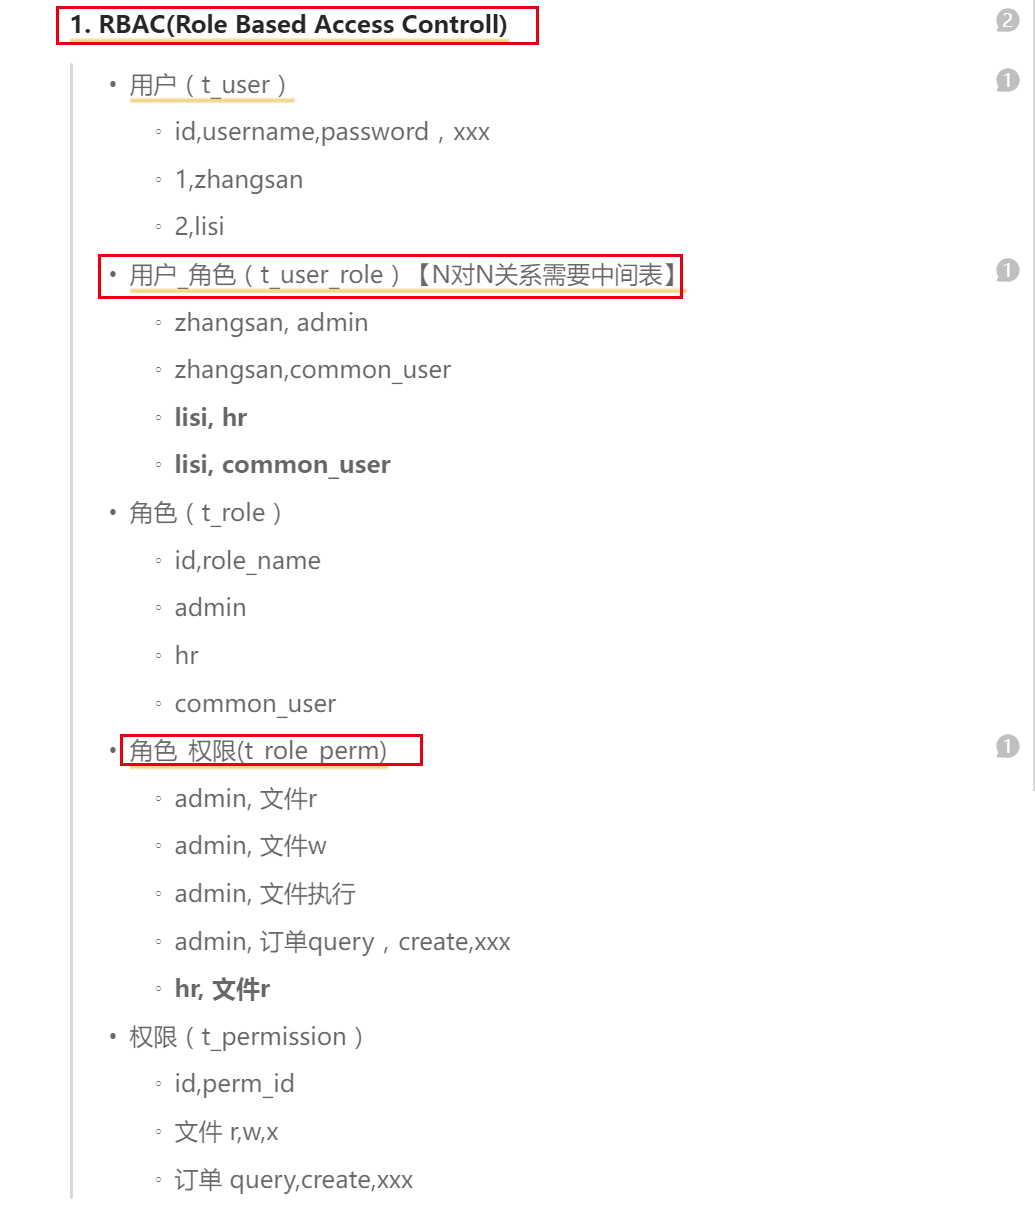 1. RBAC(Role Based Access Controll)
2
用户（t_user）
1
id,username,password，xxx
1,zhangsan
2,lisi
用户_角色（t_user_role）【N对N关系需要中间表】
1
zhangsan, admin
zhangsan,common_user
lisi, hr
lisi, common_user
角色（t_role）
id,role_name
admin
hr
common_user
角色_权限(t_role_perm)
1
admin, 文件r
admin, 文件w
admin, 文件执行
admin, 订单query，create,xxx
hr, 文件r
权限（t_permission）
id,perm_id
文件 r,w,x
订单 query,create,xxx